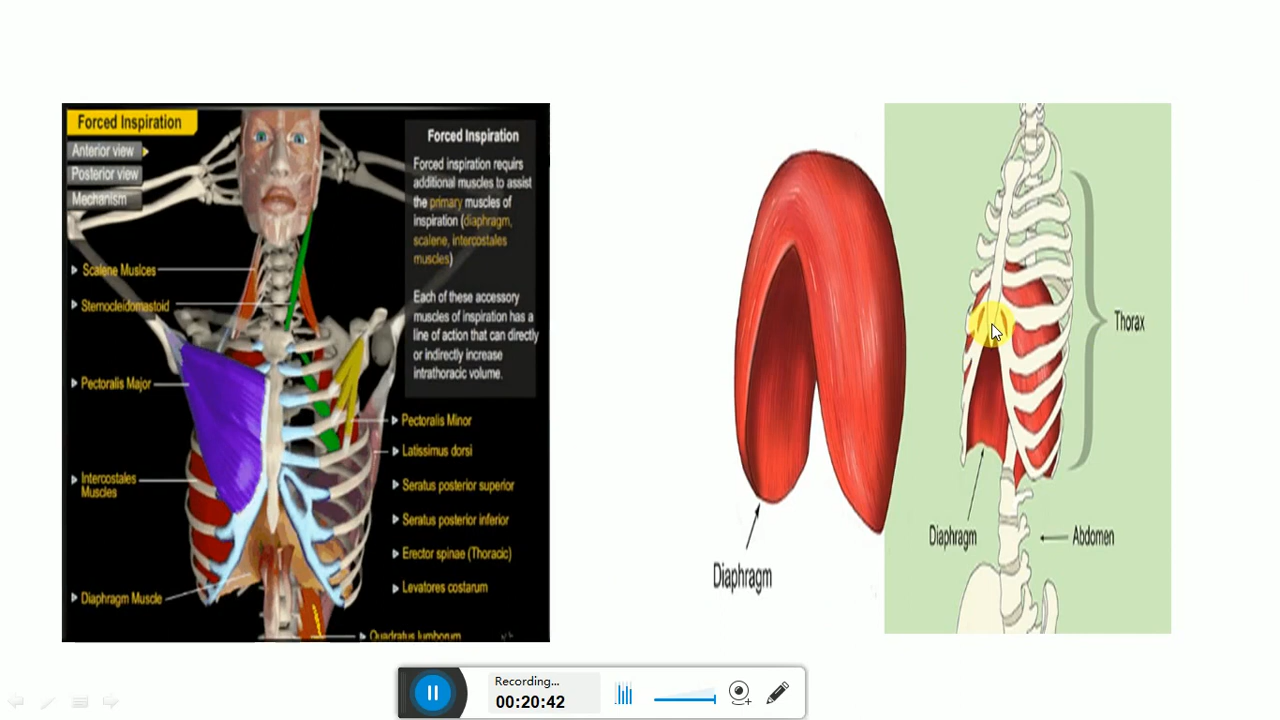 Forced Inspiration
Anterior view
Posterior view
Mechanism
Scalene Muslces
Sternocleidomastoid
Pectoralis Major
Intercostales
Muscles
Diaphragm Muscle
Forced Inspiration
Forced inspiration requirs
additional muscles to assist
the primary muscles of
inspiration (diaphragm,
scalene, intercostales
muscles)
Each of these accessory
muscles of inspiration has a
line of action that can directly
or indirectly increase
intrathoracic volume.
Pectoralis Minor
Latissimus dorsi
Seratus posterior superior
Seratus posterior inferior
Erector spinae (Thoracic)
Levatores costarum
Quadratus lumborum
Diaphragm
Thorax
Diaphragm
Abdomen
Recording...
00:20:42